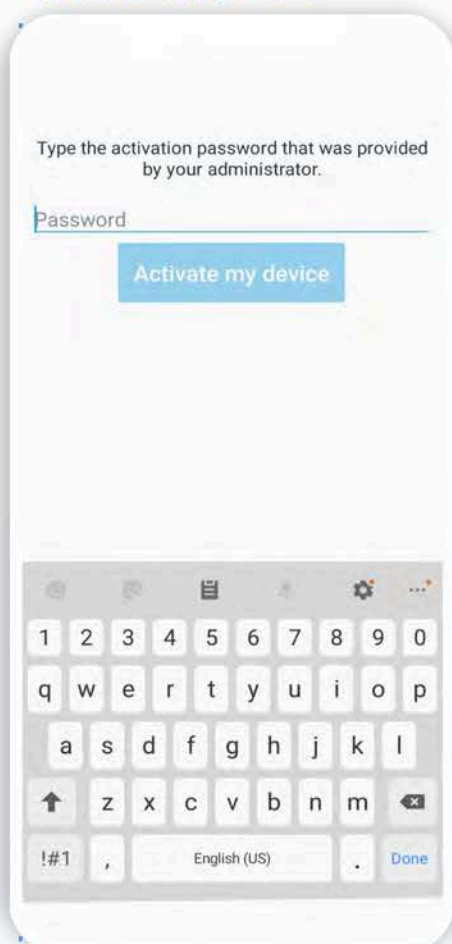 Type the activation password that was provided
by your administrator.
Password
Activate my device
1 2 3 4 5 6 7 8 9 0
q w e r t y u i o p
a s d f g h j k l
z x c v b n m
!#1 , English (US) . Done